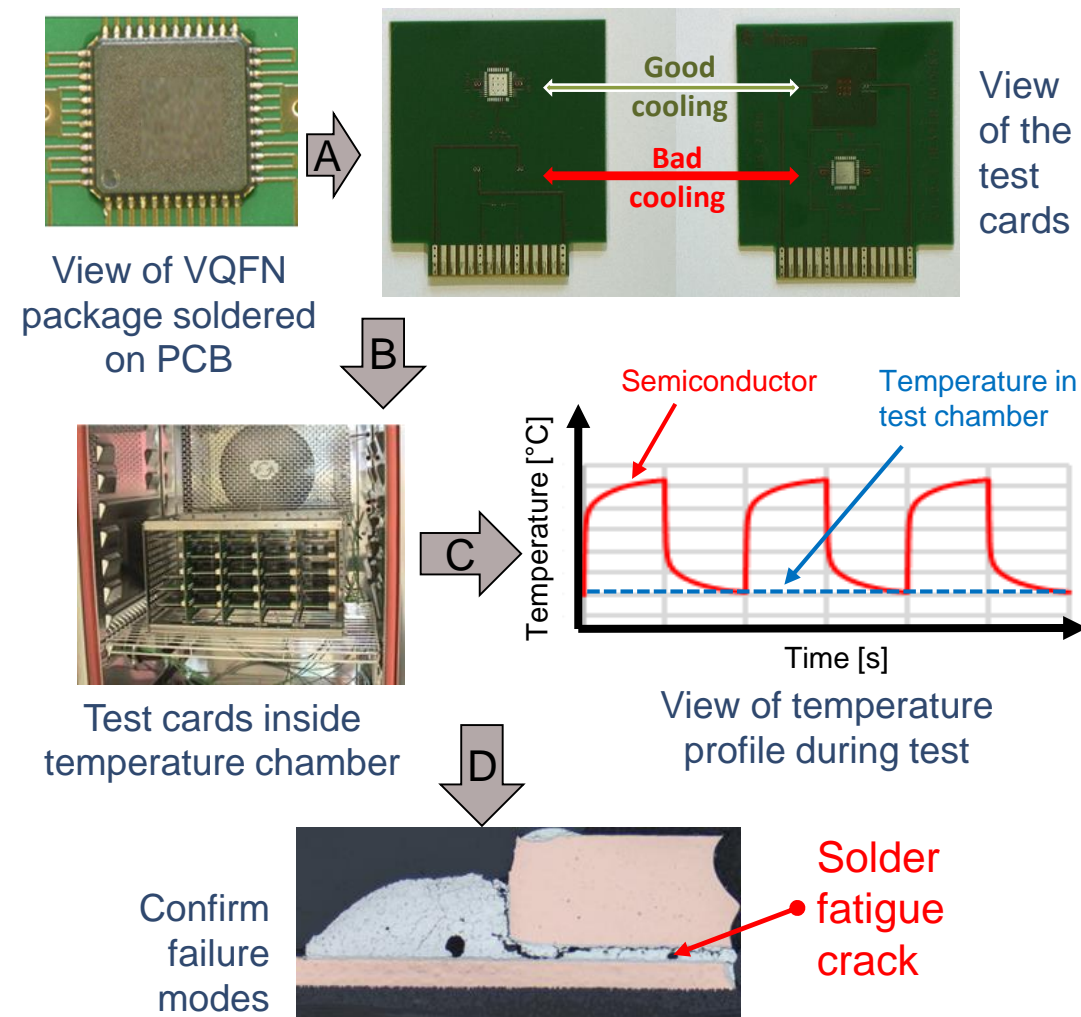 A
Good
cooling
Bad
cooling
View
of the
test
cards
View of VQFN
package soldered
on PCB
B
Semiconductor
Temperature in
test chamber
Temperature [°C]
C
Time [s]
Test cards inside
temperature chamber
View of temperature
profile during test
D
Confirm
failure
modes
Solder
fatigue
crack